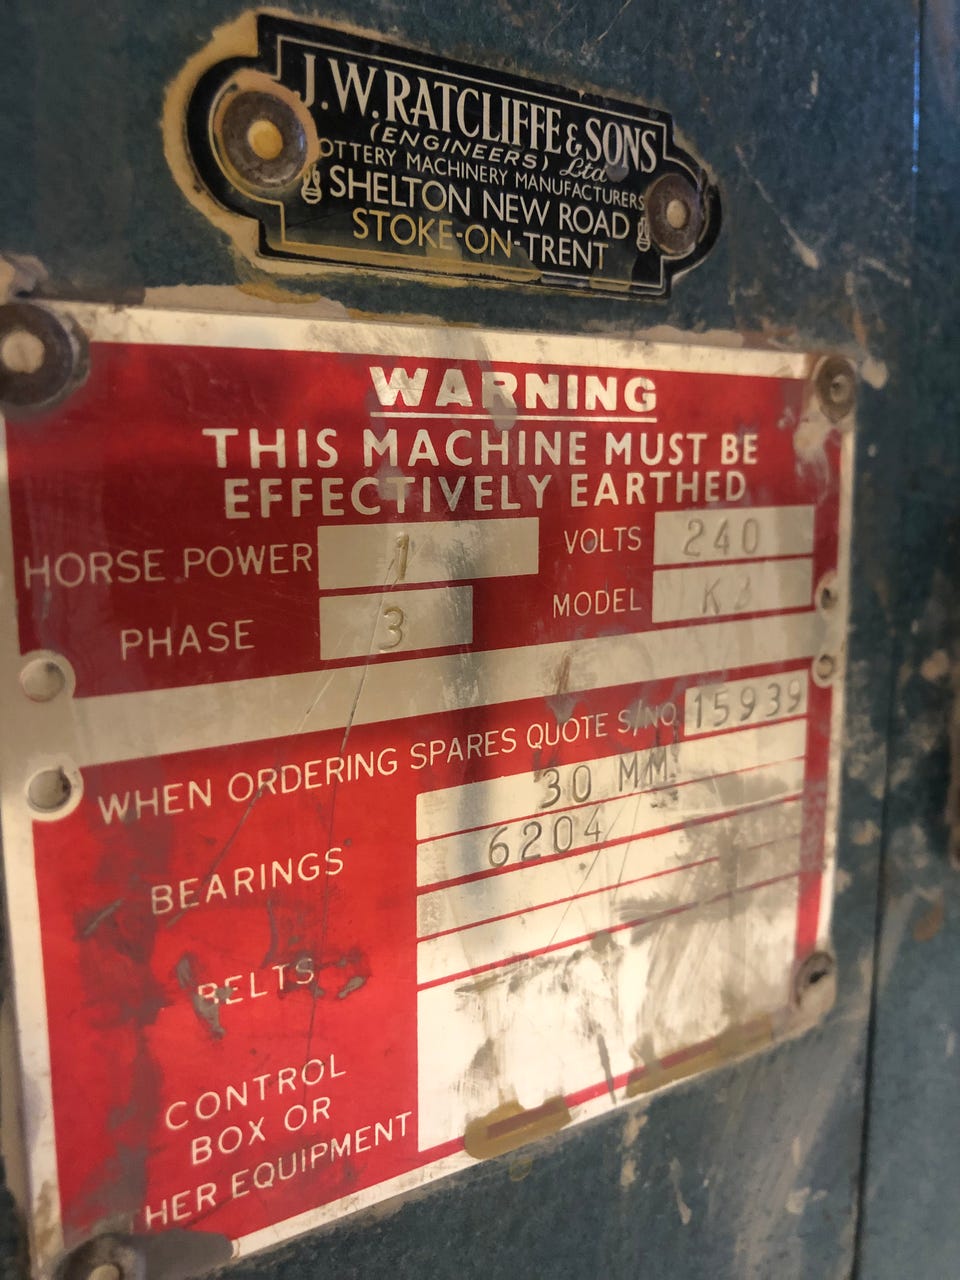 J.W.RATCLIFFE & SONS
(ENGINEERS) Ltd
OTTERY MACHINERY MANUFACTURERS
SHELTON NEW ROAD
STOKE-ON-TRENT
WARNING
THIS MACHINE MUST BE
EFFECTIVELY EARTHED
HORSE POWER 1 VOLTS 240
PHASE 3 MODEL
WHEN ORDERING SPARES QUOTE S/NO. 15939
30 MM.
BEARINGS 6204
BELTS
CONTROL
BOX OR
HER EQUIPMENT